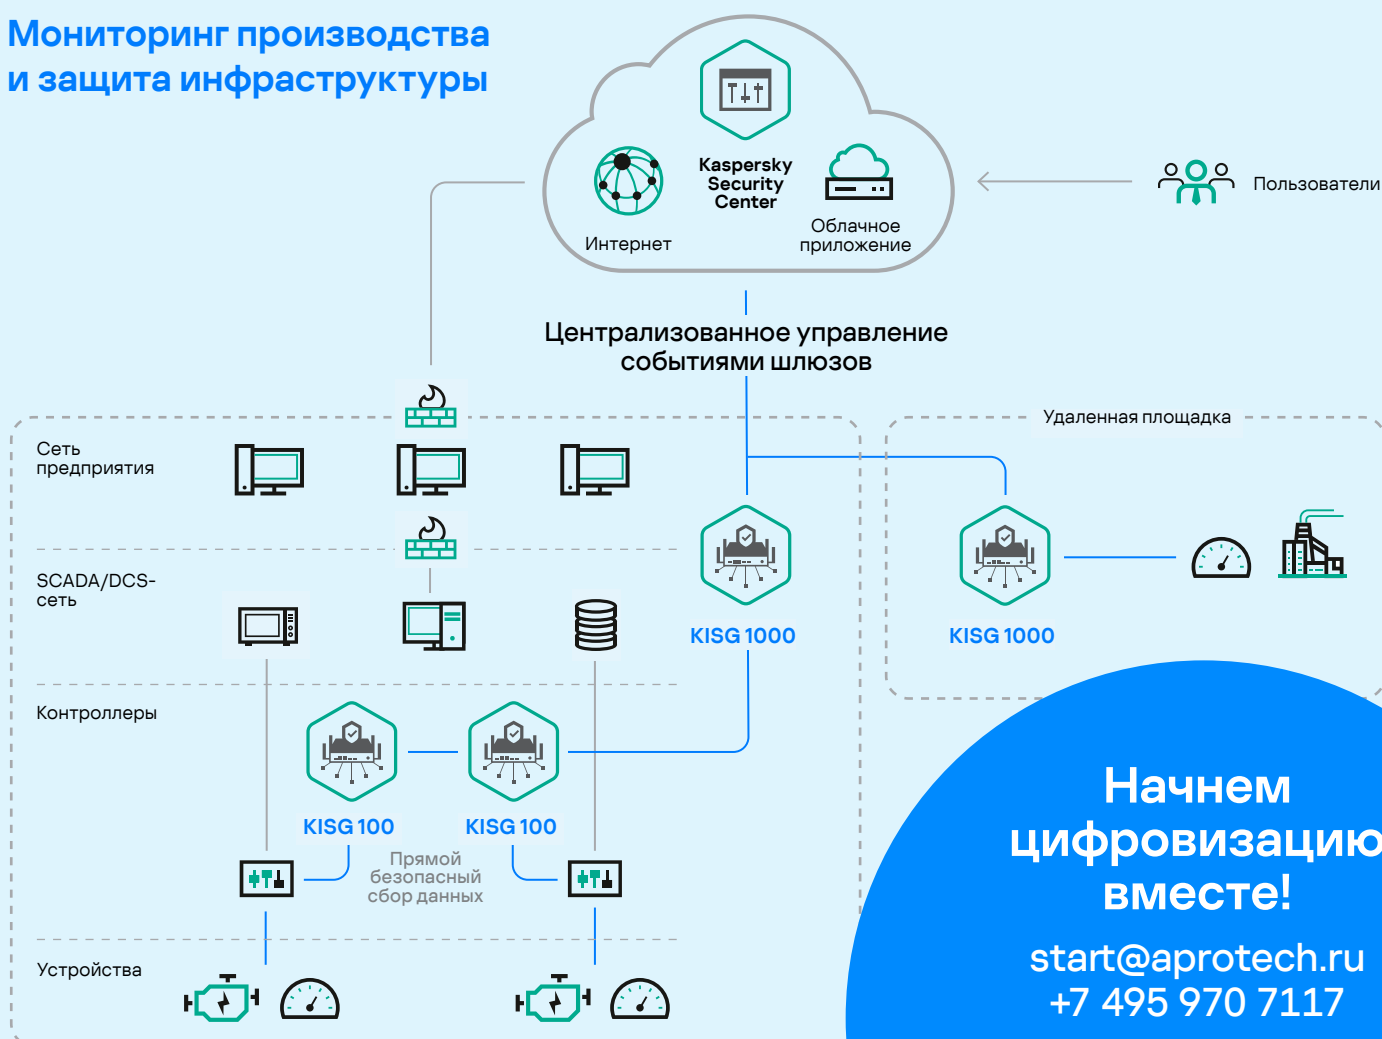 Мониторинг производства
и защита инфраструктуры
Kaspersky
Security
Center
Интернет
Облачное
приложение
Пользователи
Централизованное управление
событиями шлюзов
Удаленная площадка
Сеть
предприятия
SCADA/DCS-
сеть
KISG 1000
KISG 1000
Контроллеры
KISG 100
KISG 100
Прямой
безопасный
сбор данных
Устройства
Начнем
цифровизацию
вместе!
start@aprotech.ru
+7 495 970 7117